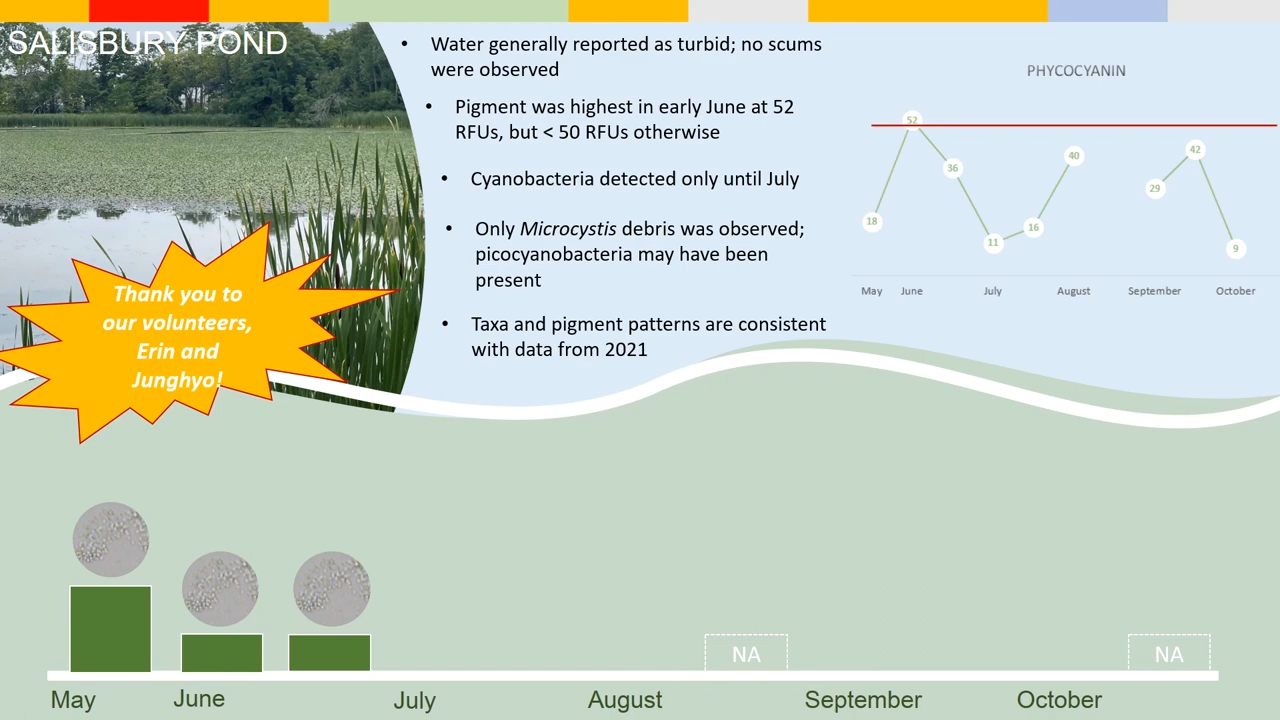 SALISBURY POND
• Water generally reported as turbid; no scums
were observed
• Pigment was highest in early June at 52
RFUs, but < 50 RFUs otherwise
• Cyanobacteria detected only until July
• Only Microcystis debris was observed;
picocyanobacteria may have been
present
• Taxa and pigment patterns are consistent
with data from 2021
Thank you to
our volunteers,
Erin and
Junghyo!
PHYCOCYANIN
18
52
36
11
16
40
29
42
9
May June July August September October
NA
NA
May June July August September October